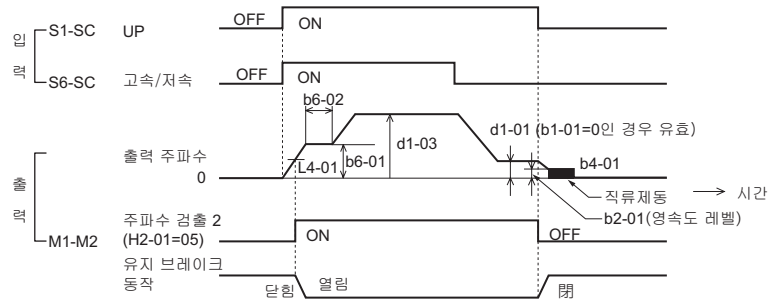 입력
S1-SC UP OFF ON
S6-SC 고속/저속 OFF ON
b6-02
d1-01 (b1-01=0인 경우 유효)
d1-03
출력 주파수 L4-01 b6-01 b4-01
0
직류제동 시간
b2-01(영속도 레벨)
출력
주파수 검출 2
M1-M2 (H2-01=05) ON OFF
유지 브레이크
동작
닫힘 열림 閉